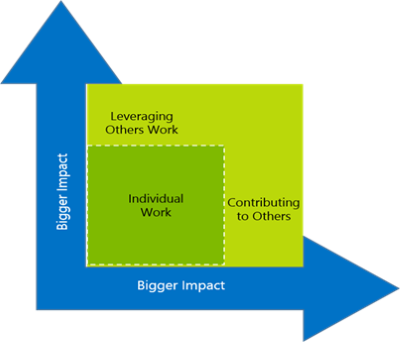 Leveraging
Others Work
Individual
Work
Contributing
to Others
Bigger Impact
Bigger Impact